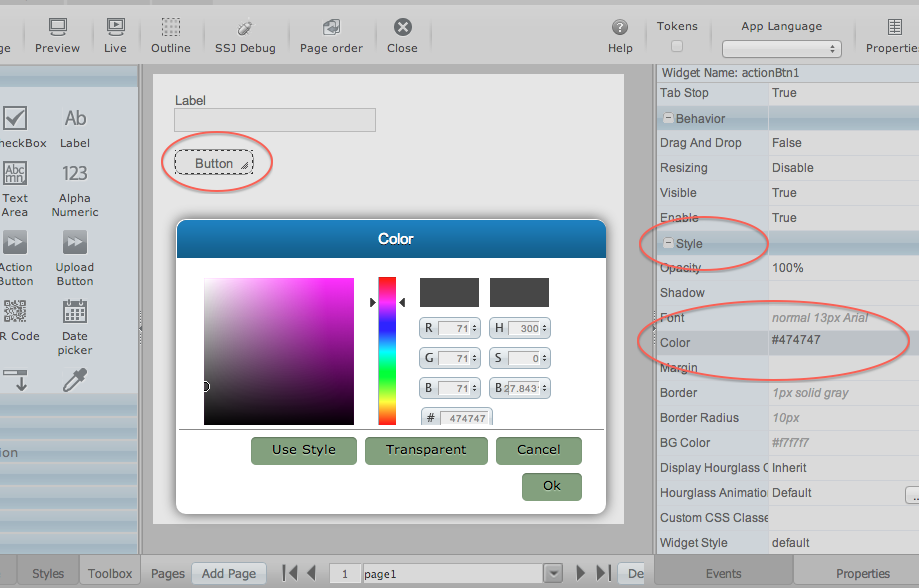 ge Preview Live Outline SSJ Debug Page order Close Help Tokens App Language Propertie
heckBox
Ab
Label
Abc
mn
Text
Area
123
Alpha
Numeric
Action
Button
Upload
Button
R Code
Date
picker
ion
Label
Button
Color
R 71 H 300
G 71 S 0
B 71 B 27.843
# 474747
Use Style Transparent Cancel
Ok
Widget Name: actionBtn1
Tab Stop True
Behavior
Drag And Drop False
Resizing Disable
Visible True
Enable True
Style
Opacity 100%
Shadow
Font normal 13px Arial
Color #474747
Margin
Border 1px solid gray
Border Radius 10px
BG Color #f7f7f7
Display Hourglass C Inherit
Hourglass Animatio Default ...
Custom CSS Classe
Widget Style default
Styles Toolbox Pages Add Page 1 page1 De Events Properties